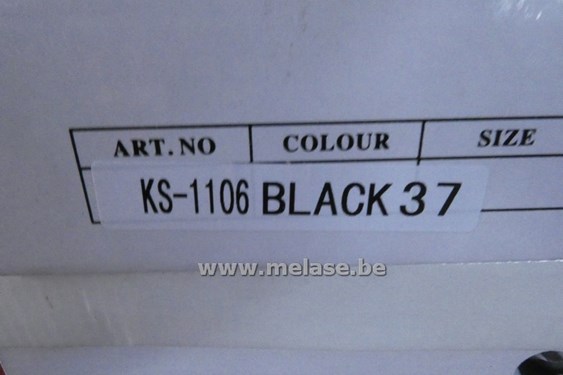 ART.NO COLOUR SIZE
KS-1106 BLACK 37
www.melase.be